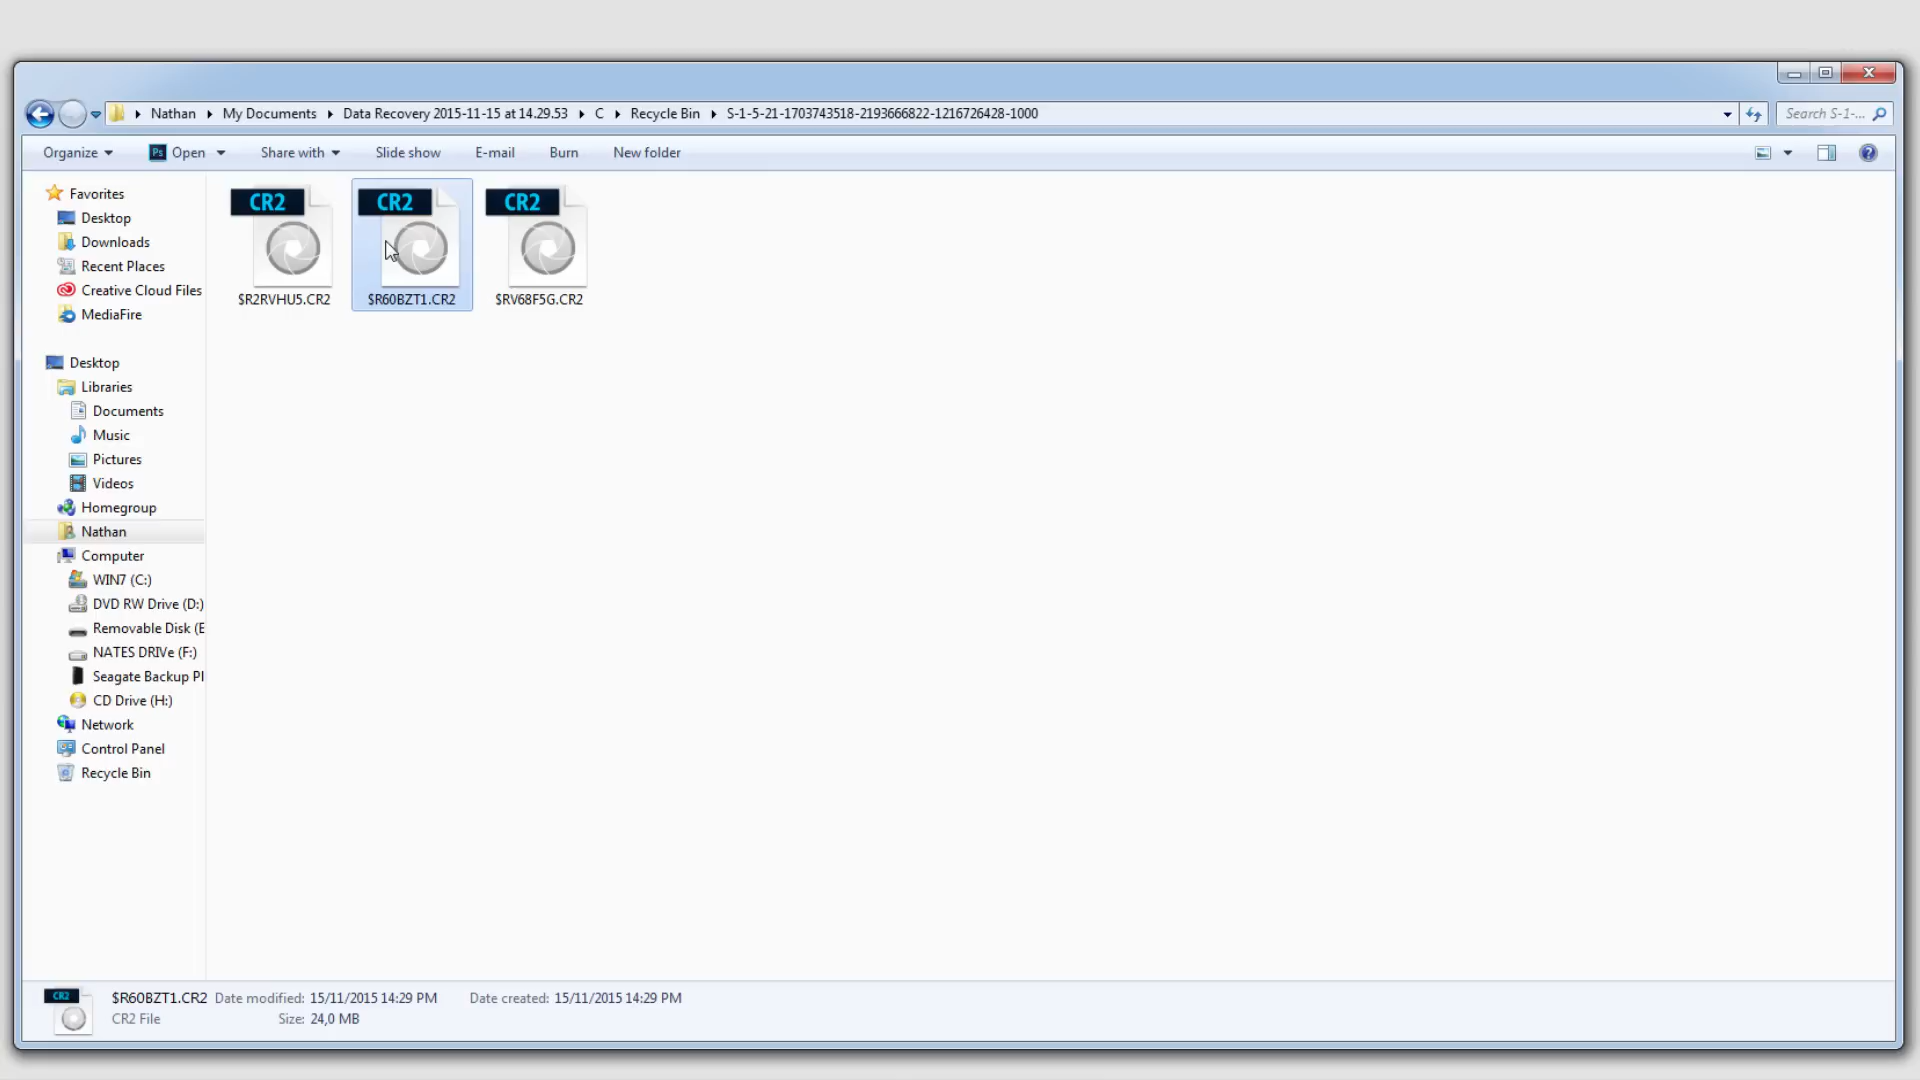 Nathan ▸ My Documents ▸ Data Recovery 2015-11-15 at 14.29.53 ▸ C ▸ Recycle Bin ▸ S-1-5-21-1703743518-2193666822-1216726428-1000
Search S-1-...
Organize Open Share with Slide show E-mail Burn New folder
Ps
Favorites
Desktop
Downloads
Recent Places
Creative Cloud Files
MediaFire
Desktop
Libraries
Documents
Music
Pictures
Videos
Homegroup
Nathan
Computer
WIN7 (C:)
DVD RW Drive (D:)
Removable Disk (E
NATES DRIVe (F:)
Seagate Backup Pl
CD Drive (H:)
Network
Control Panel
Recycle Bin
CR2 CR2 CR2
$R2RVHU5.CR2 $R60BZT1.CR2 $RV68F5G.CR2
CR2
$R60BZT1.CR2 Date modified: 15/11/2015 14:29 PM Date created: 15/11/2015 14:29 PM
CR2 File Size: 24,0 MB